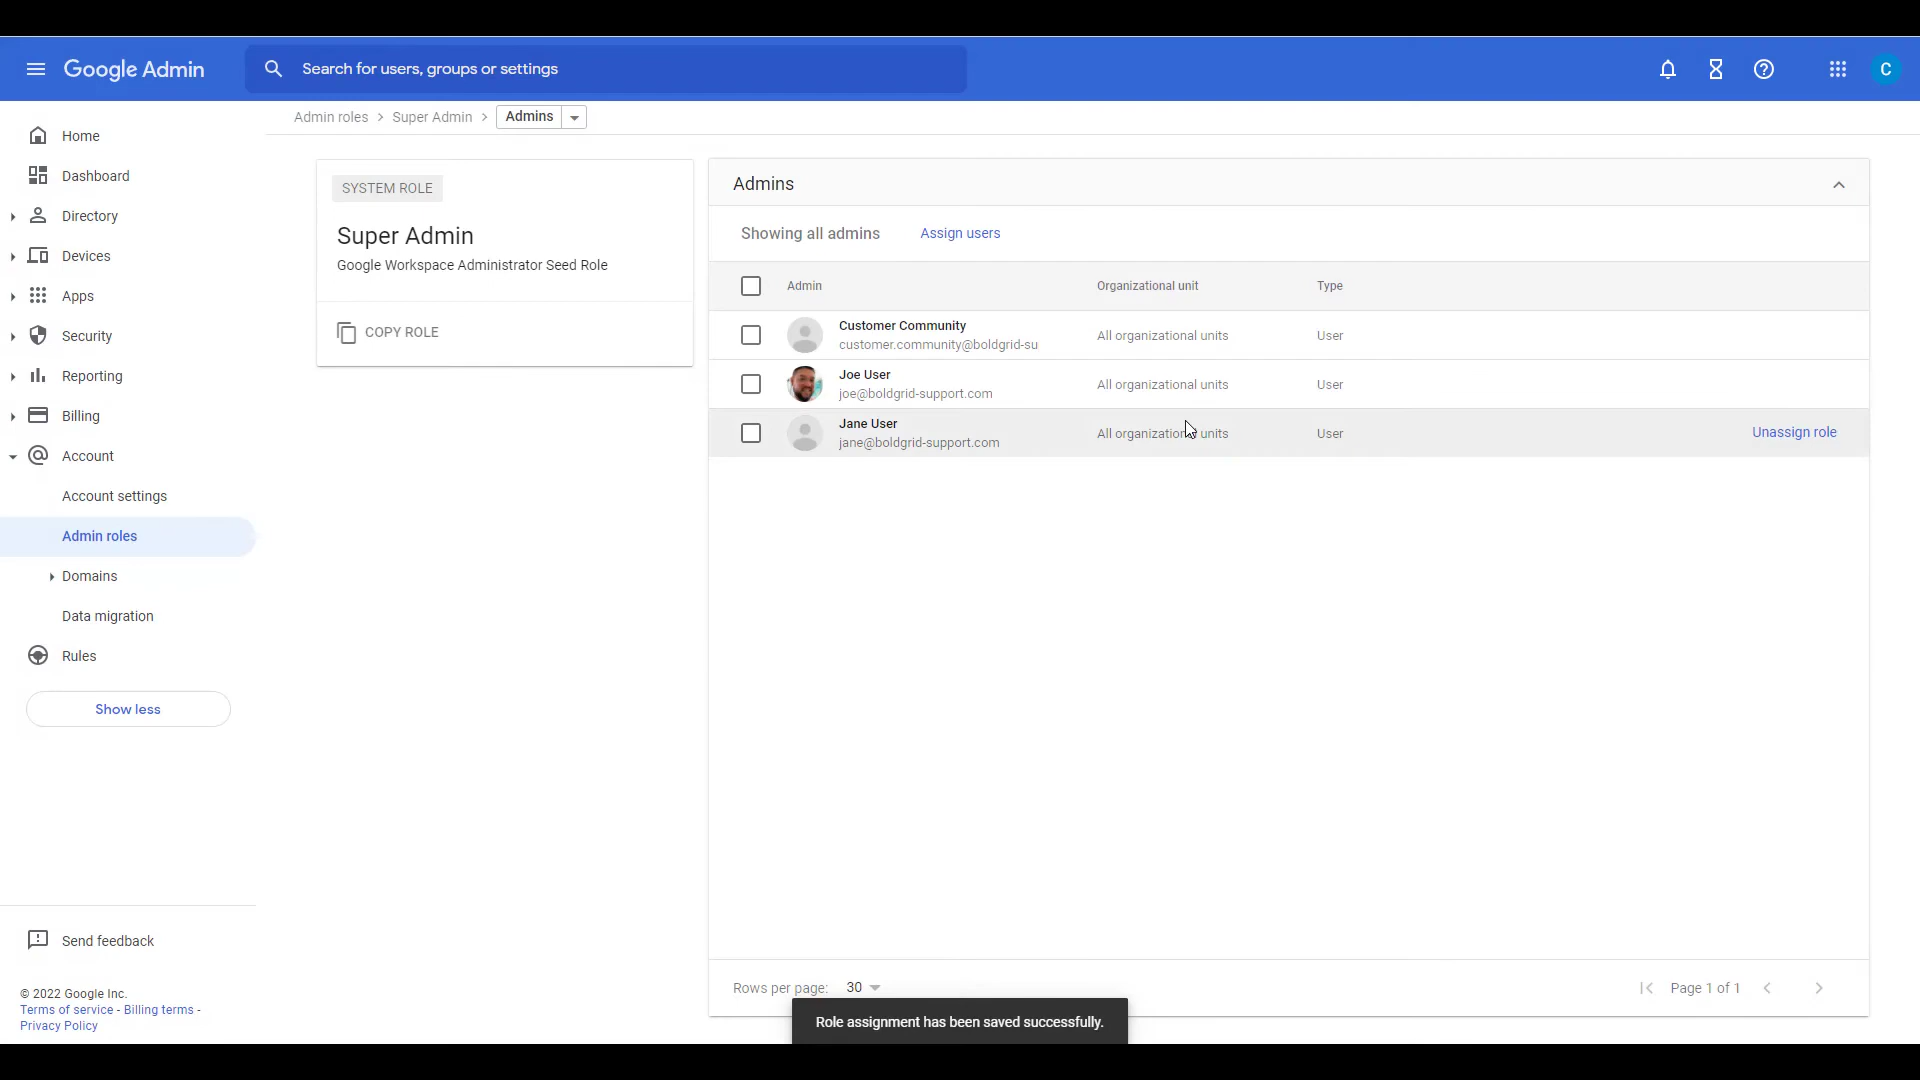 Google Admin
Search for users, groups or settings
C
Home
Dashboard
Directory
Devices
Apps
Security
Reporting
Billing
Account
Account settings
Admin roles
Domains
Data migration
Rules
Show less
Send feedback
© 2022 Google Inc.
Terms of service - Billing terms -
Privacy Policy
Admin roles > Super Admin > Admins
SYSTEM ROLE
Super Admin
Google Workspace Administrator Seed Role
COPY ROLE
Admins
Showing all admins Assign users
Admin Organizational unit Type
Customer Community
customer.community@boldgrid-su
All organizational units User
Joe User
joe@boldgrid-support.com
All organizational units User
Jane User
jane@boldgrid-support.com
All organizational units User Unassign role
Rows per page: 30
Page 1 of 1
Role assignment has been saved successfully.